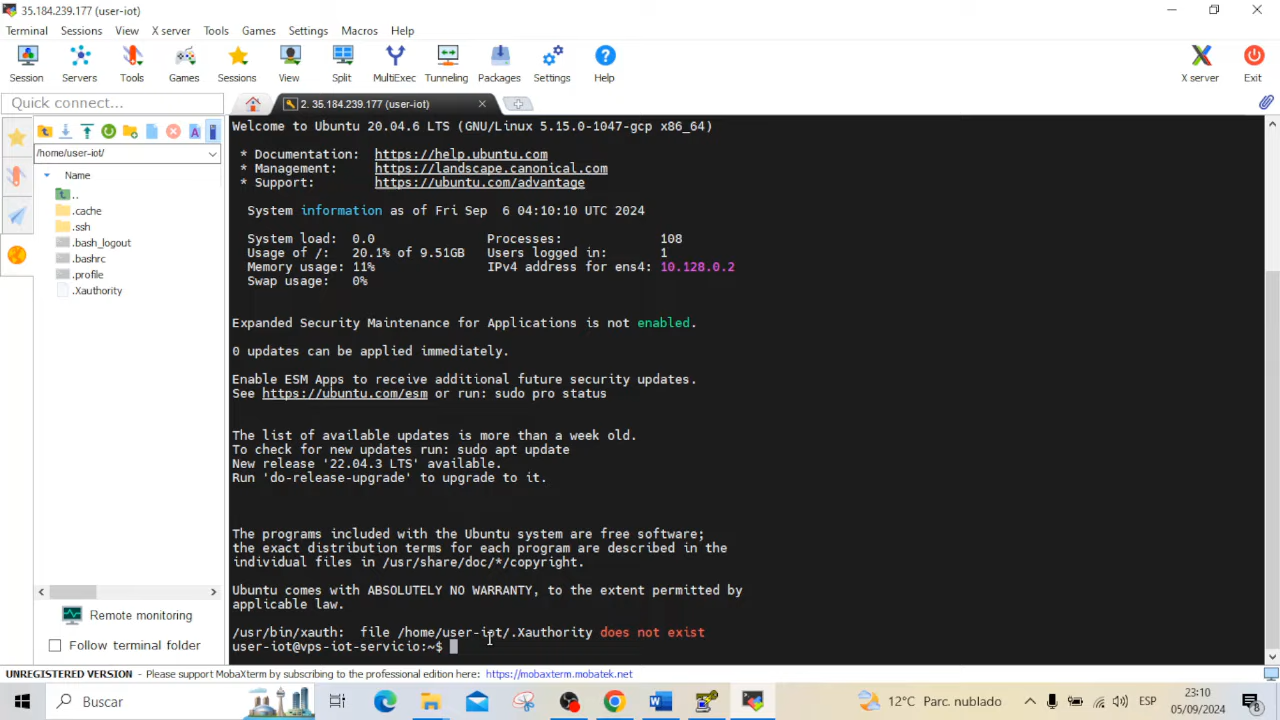 35.184.239.177 (user-iot)
Terminal Sessions View X server Tools Games Settings Macros Help
Session Servers Tools Games Sessions View Split MultiExec Tunneling Packages Settings Help X server Exit
Quick connect...
2. 35.184.239.177 (user-iot)
/home/user-iot/
Name
..
.cache
.ssh
.bash_logout
.bashrc
.profile
.Xauthority
Remote monitoring
Follow terminal folder
Welcome to Ubuntu 20.04.6 LTS (GNU/Linux 5.15.0-1047-gcp x86_64)
* Documentation: https://help.ubuntu.com
* Management: https://landscape.canonical.com
* Support: https://ubuntu.com/advantage
System information as of Fri Sep 6 04:10:10 UTC 2024
System load: 0.0 Processes: 108
Usage of /: 20.1% of 9.51GB Users logged in: 1
Memory usage: 11% IPv4 address for ens4: 10.128.0.2
Swap usage: 0%
Expanded Security Maintenance for Applications is not enabled.
0 updates can be applied immediately.
Enable ESM Apps to receive additional future security updates.
See https://ubuntu.com/esm or run: sudo pro status
The list of available updates is more than a week old.
To check for new updates run: sudo apt update
New release '22.04.3 LTS' available.
Run 'do-release-upgrade' to upgrade to it.
The programs included with the Ubuntu system are free software;
the exact distribution terms for each program are described in the
individual files in /usr/share/doc/*/copyright.
Ubuntu comes with ABSOLUTELY NO WARRANTY, to the extent permitted by
applicable law.
/usr/bin/xauth: file /home/user-iot/.Xauthority does not exist
user-iot@vps-iot-servicio:~$
UNREGISTERED VERSION - Please support MobaXterm by subscribing to the professional edition here: https://mobaxterm.mobatek.net
Buscar
12°C Parc. nublado
ESP
23:10
05/09/2024
8